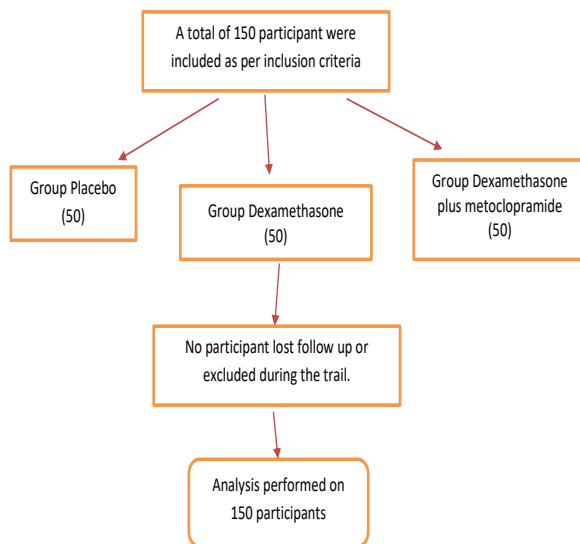 A total of 150 participant were
included as per inclusion criteria
Group Placebo
(50)
Group Dexamethasone
(50)
Group Dexamethasone
plus metoclopramide
(50)
No participant lost follow up or
excluded during the trail.
Analysis performed on
150 participants